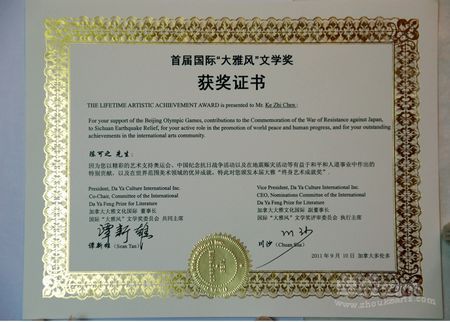 首届国际“大雅风”文学奖
获奖证书
THE LIFETIME ARTISTIC ACHIEVEMENT AWARD is presented to Mr. Ke Zhi Chen :
For your support of the Beijing Olympic Games, contributions to the Commemoration of the War of Resistance against Japan,
to Sichuan Earthquake Relief, for your active role in the promotion of world peace and human progress, and for your outstanding
achievements in the international arts community.
陈可之 先生:
因为您以精彩的艺术支持奥运会、中国纪念抗日战争活动以及在地震赈灾活动等有益于和平和人道事业中作出的
特别贡献,以及在世界范围美术领域的优异成就。特此对您颁发本届大雅“终身艺术成就奖”。
President, Da Ya Culture International Inc.
Co-Chair, Committee of the International
Da Ya Feng Prize for Literature
加拿大大雅文化国际 董事长
国际“大雅风”文学奖委员会 共同主席
谭新雄
谭新雄 (Sean Tan)
Vice President, Da Ya Culture International Inc.
CEO, Nominations Committee of the International
Da Ya Feng Prize for Literature
加拿大大雅文化国际 副董事长
国际“大雅风”文学奖评审委员会 执行主席
川沙
川沙 (Chuan Sha)
2011年9月10日 加拿大多伦多